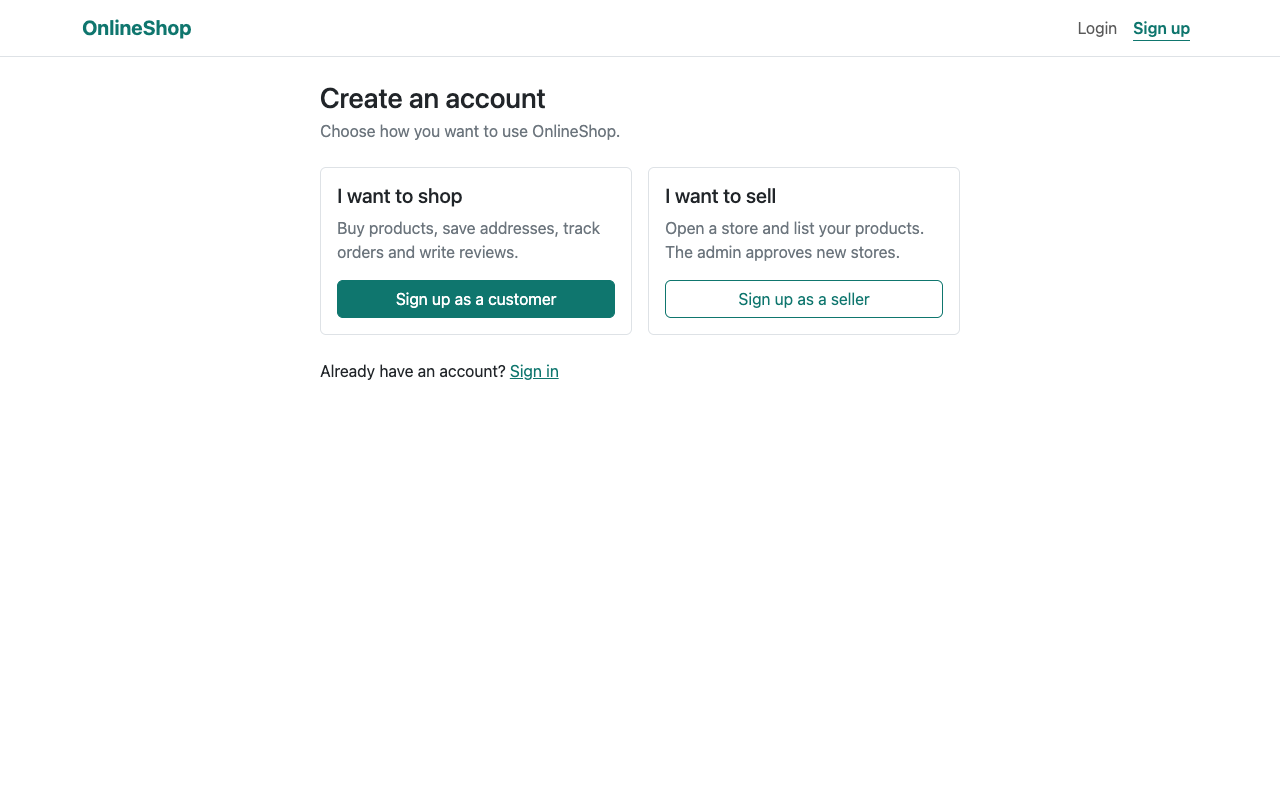 OnlineShop
Login
Sign up
Create an account
Choose how you want to use OnlineShop.
I want to shop
Buy products, save addresses, track
orders and write reviews.
Sign up as a customer
I want to sell
Open a store and list your products.
The admin approves new stores.
Sign up as a seller
Already have an account? Sign in